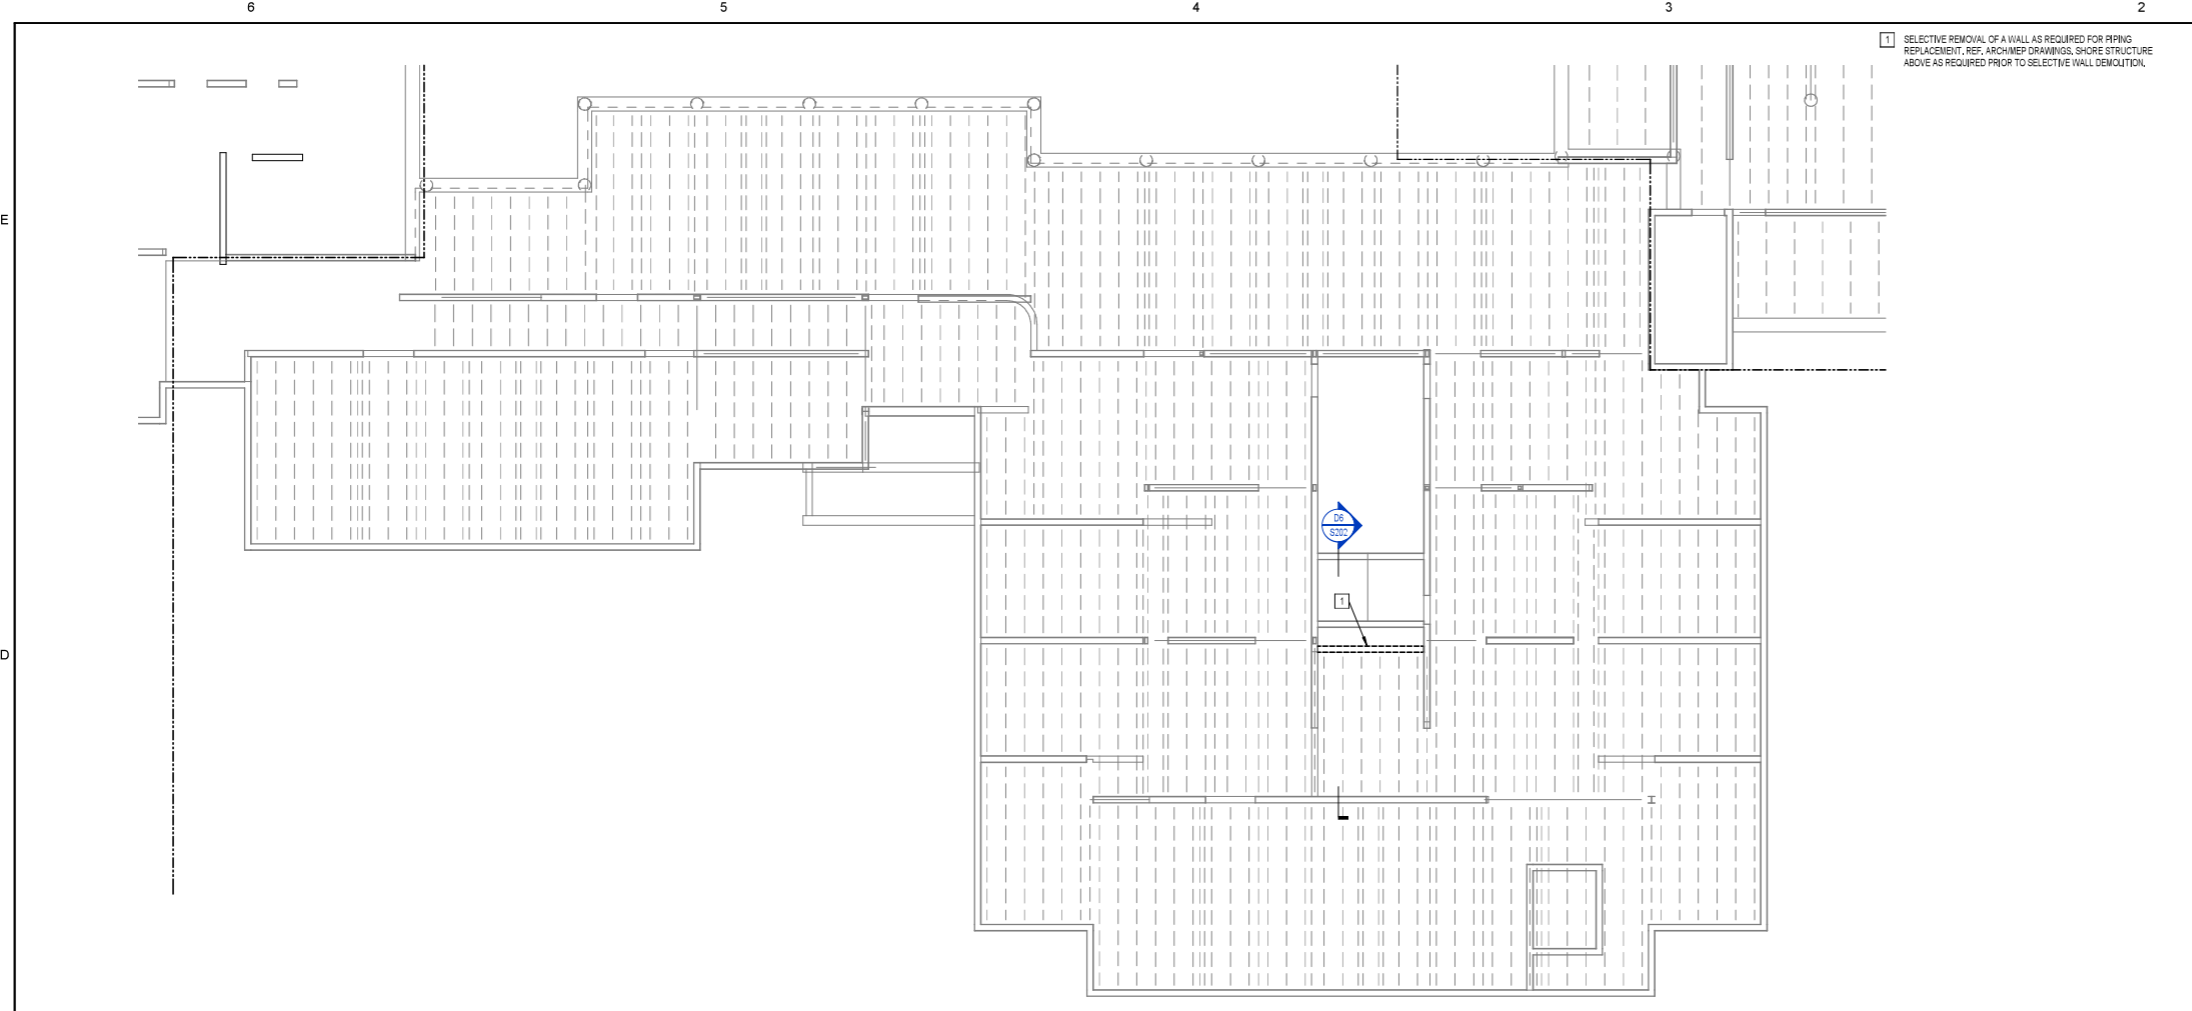 6 5 4 3 2
1 SELECTIVE REMOVAL OF A WALL AS REQUIRED FOR PIPING
REPLACEMENT, REF. ARCH/MEP DRAWINGS, SHORE STRUCTURE
ABOVE AS REQUIRED PRIOR TO SELECTIVE WALL DEMOLITION.
E
D6
S202
1
D